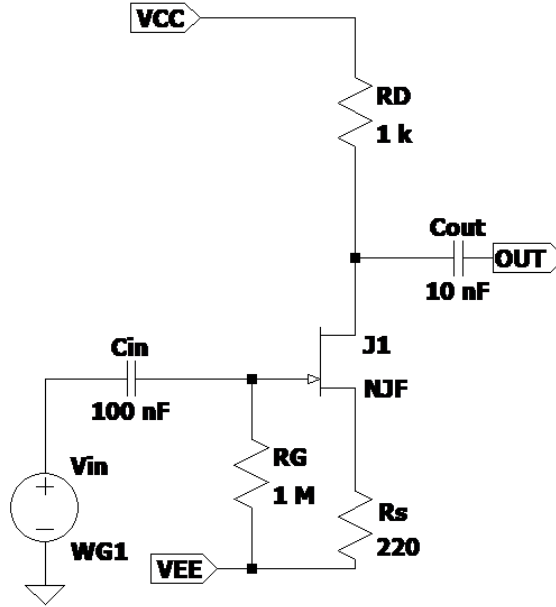 VCC
RD
1 k
Cout
OUT
10 nF
J1
NJF
Cin
100 nF
RG
1 M
Vin
WG1
Rs
220
VEE